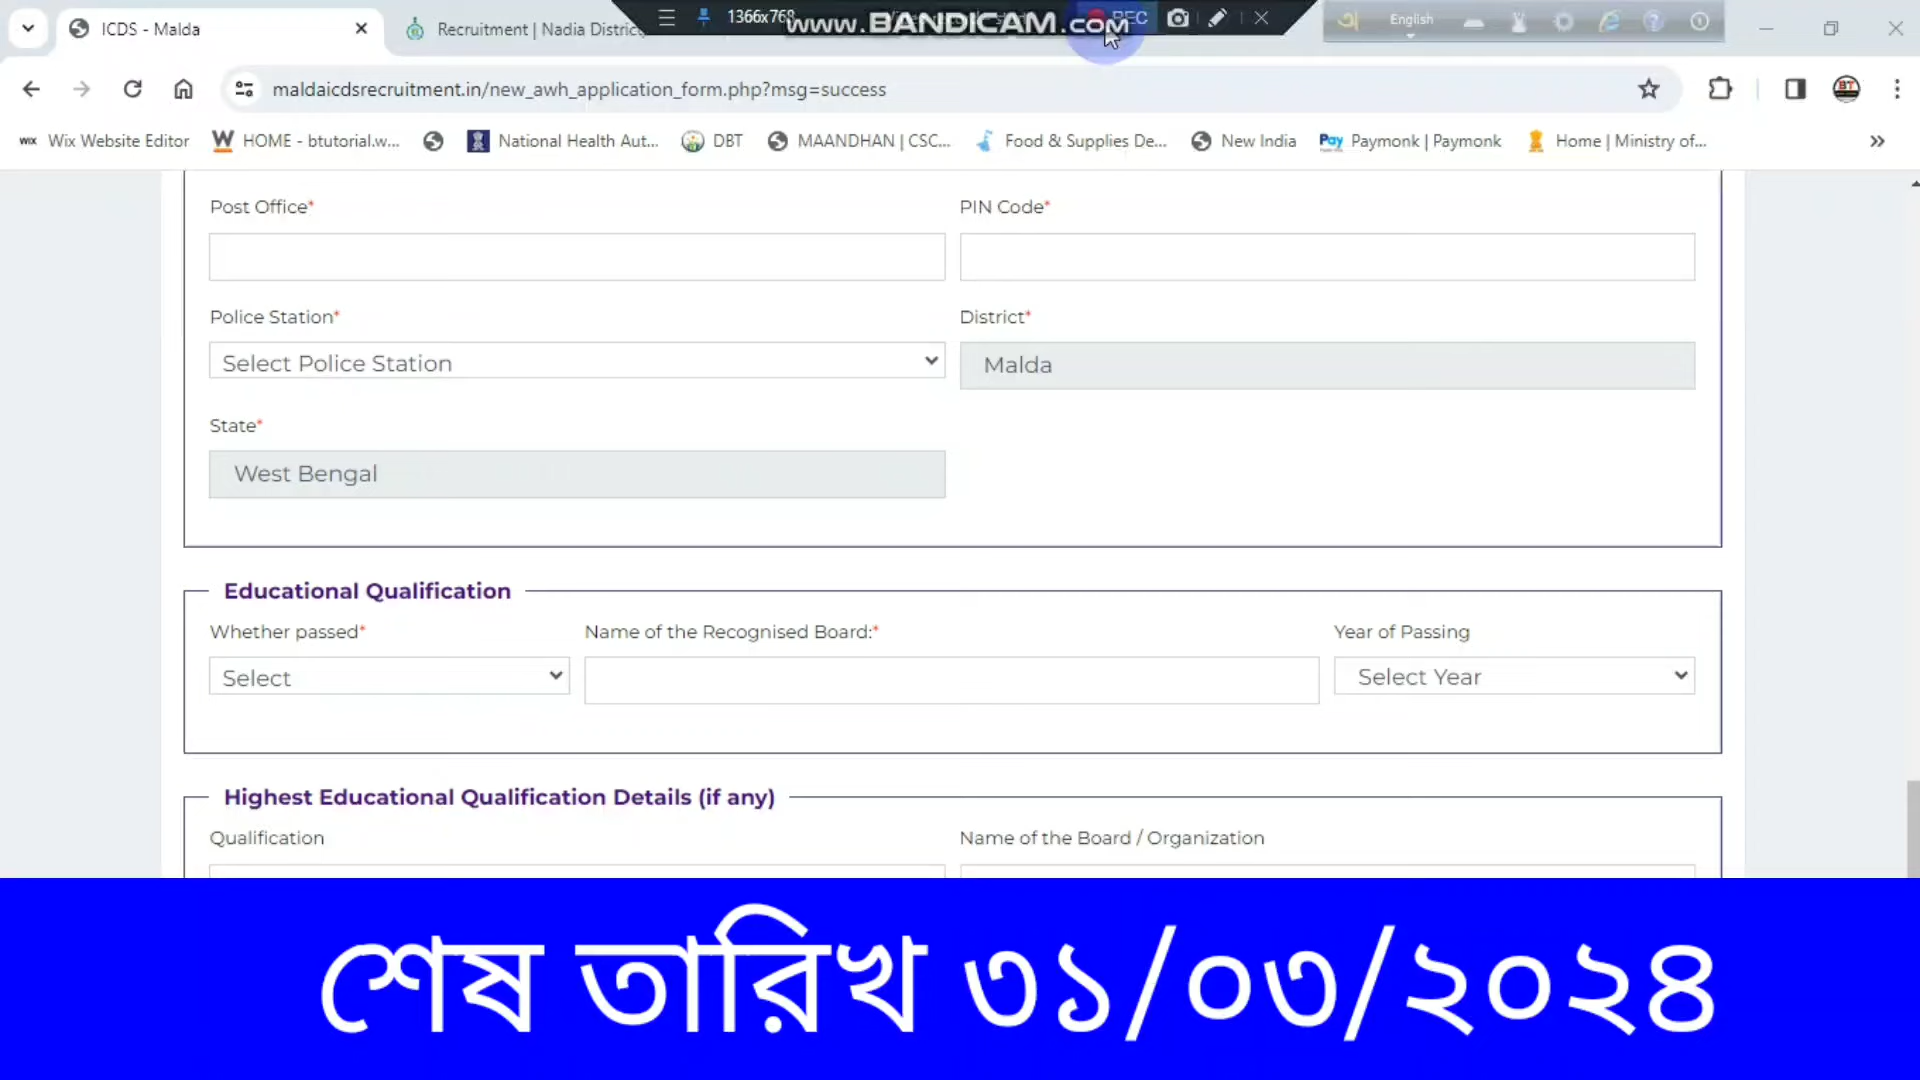 ICDS - Malda
Recruitment | Nadia District
1366x768
www.BANDICAM.com
REC
English
maldaicdsrecruitment.in/new_awh_application_form.php?msg=success
Wix Website Editor
HOME - btutorial.w...
National Health Aut...
DBT
MAANDHAN | CSC...
Food & Supplies De...
New India
Pay Paymonk | Paymonk
Home | Ministry of...
Post Office*
PIN Code*
Police Station*
District*
Select Police Station
Malda
State*
West Bengal
Educational Qualification
Whether passed*
Name of the Recognised Board:*
Year of Passing
Select
Select Year
Highest Educational Qualification Details (if any)
Qualification
Name of the Board / Organization
শেষ তারিখ ৩১/০৩/২০২৪